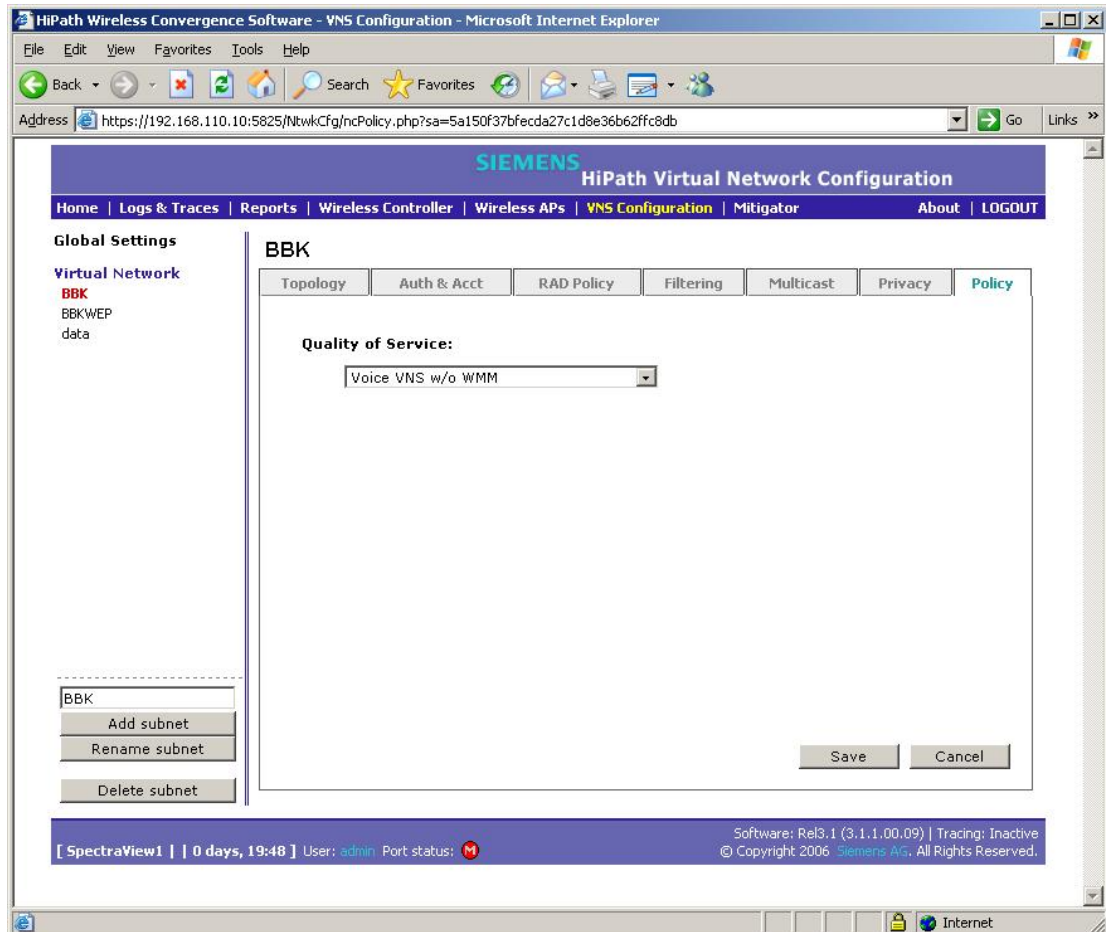 HiPath Wireless Convergence Software - VNS Configuration - Microsoft Internet Explorer
File Edit View Favorites Tools Help
Back Search Favorites
Address https://192.168.110.10:5825/NtwkCfg/ncPolicy.php?sa=5a150f37bfecda27c1d8e36b62ffc8db Go Links »
SIEMENS
HiPath Virtual Network Configuration
Home | Logs & Traces | Reports | Wireless Controller | Wireless APs | VNS Configuration | Mitigator About | LOGOUT
Global Settings
Virtual Network
BBK
BBKWEP
data
BBK
Topology Auth & Acct RAD Policy Filtering Multicast Privacy Policy
Quality of Service:
Voice VNS w/o WMM
BBK
Add subnet
Rename subnet
Delete subnet
Save Cancel
[ SpectraView1 | | 0 days, 19:48 ] User: admin Port status: M
Software: Rel3.1 (3.1.1.00.09) | Tracing: Inactive
© Copyright 2006 Siemens AG. All Rights Reserved.
Internet